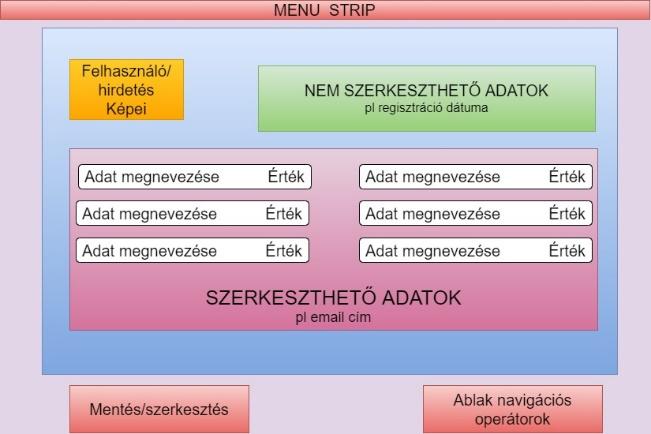 MENU STRIP
Felhasználó/
hirdetés
Képei
NEM SZERKESZTHETŐ ADATOK
pl regisztráció dátuma
Adat megnevezése Érték
Adat megnevezése Érték
Adat megnevezése Érték
Adat megnevezése Érték
Adat megnevezése Érték
Adat megnevezése Érték
SZERKESZTHETŐ ADATOK
pl email cím
Mentés/szerkesztés
Ablak navigációs
operátorok